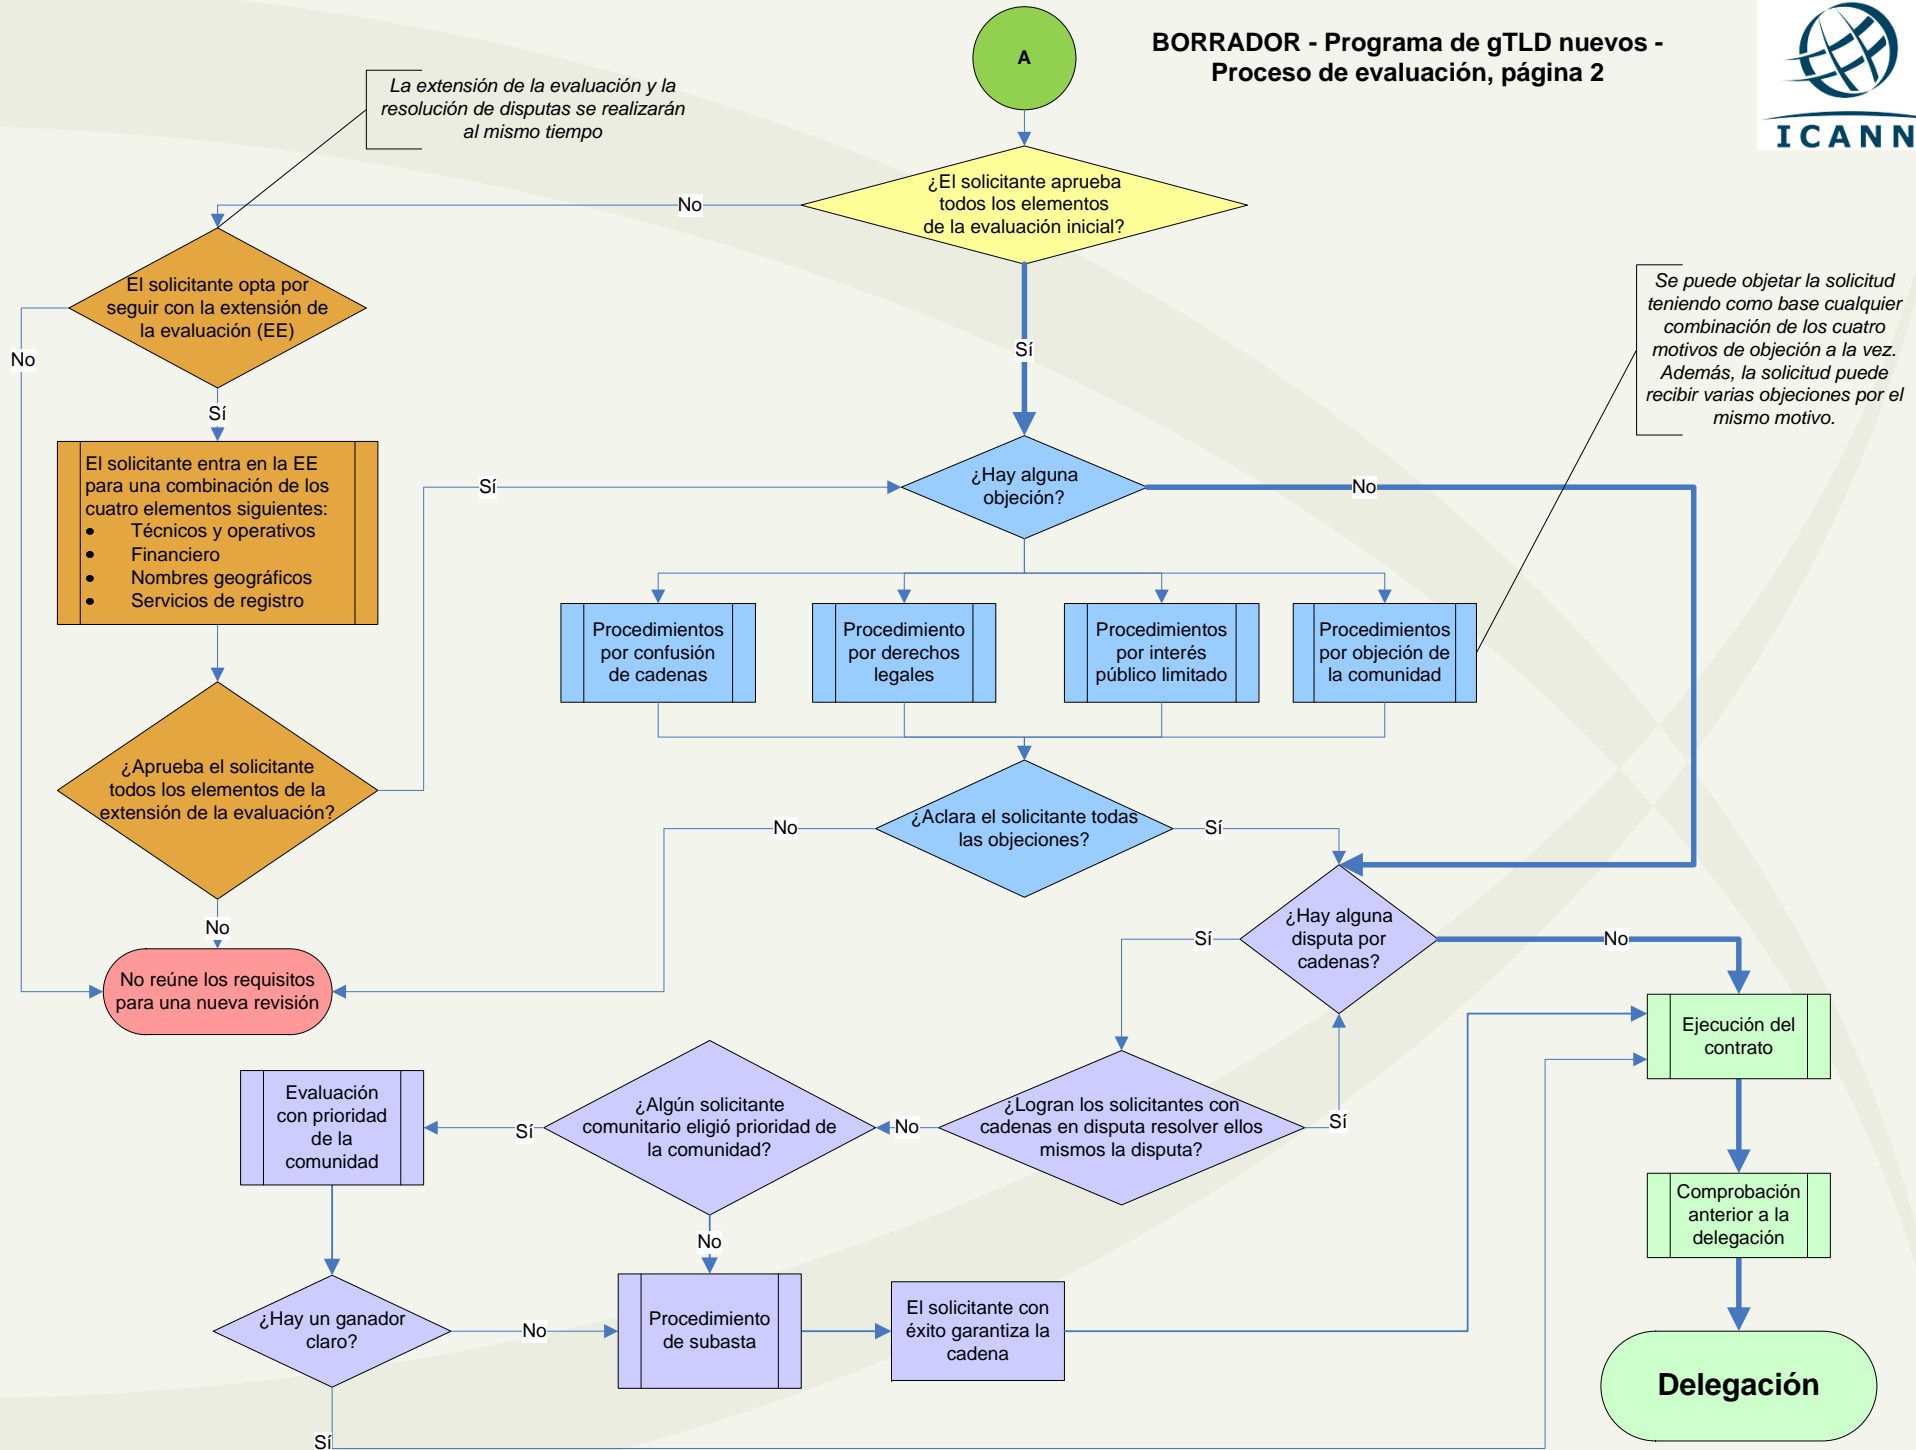 A
BORRADOR - Programa de gTLD nuevos -
Proceso de evaluación, página 2
ICANN
La extensión de la evaluación y la
resolución de disputas se realizarán
al mismo tiempo
¿El solicitante aprueba
todos los elementos
de la evaluación inicial?
No
Sí
El solicitante opta por
seguir con la extensión de
la evaluación (EE)
No
Sí
Se puede objetar la solicitud
teniendo como base cualquier
combinación de los cuatro
motivos de objeción a la vez.
Además, la solicitud puede
recibir varias objeciones por el
mismo motivo.
El solicitante entra en la EE
para una combinación de los
cuatro elementos siguientes:
• Técnicos y operativos
• Financiero
• Nombres geográficos
• Servicios de registro
Sí
¿Hay alguna
objeción?
No
Procedimientos
por confusión
de cadenas
Procedimiento
por derechos
legales
Procedimientos
por interés
público limitado
Procedimientos
por objeción de
la comunidad
¿Aprueba el solicitante
todos los elementos de la
extensión de la evaluación?
No
¿Aclara el solicitante todas
las objeciones?
No
Sí
No reúne los requisitos
para una nueva revisión
¿Hay alguna
disputa por
cadenas?
Sí
No
Ejecución del
contrato
Evaluación
con prioridad
de la
comunidad
Sí
¿Algún solicitante
comunitario eligió prioridad de
la comunidad?
No
¿Logran los solicitantes con
cadenas en disputa resolver ellos
mismos la disputa?
Sí
No
Comprobación
anterior a la
delegación
¿Hay un ganador
claro?
No
Procedimiento
de subasta
El solicitante con
éxito garantiza la
cadena
Delegación
Sí